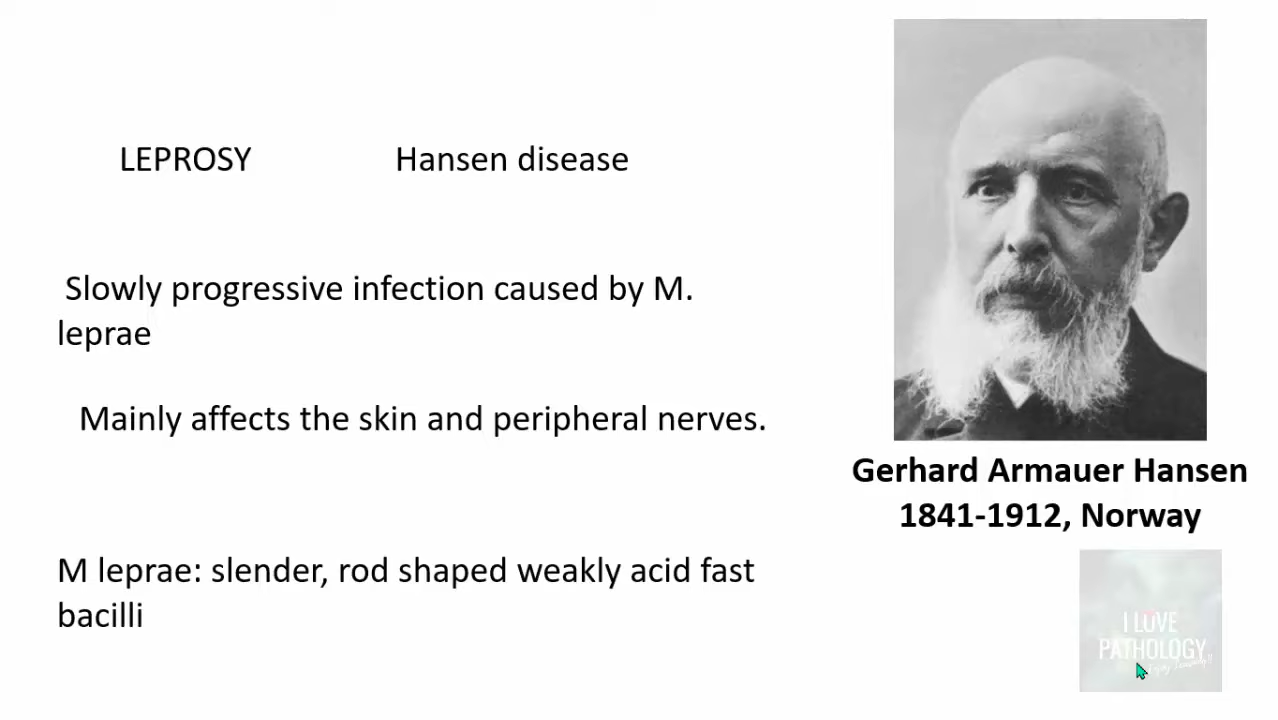 LEPROSY Hansen disease
Slowly progressive infection caused by M.
leprae
Mainly affects the skin and peripheral nerves.
M leprae: slender, rod shaped weakly acid fast
bacilli
Gerhard Armauer Hansen
1841-1912, Norway
I LOVE
PATHOLOGY